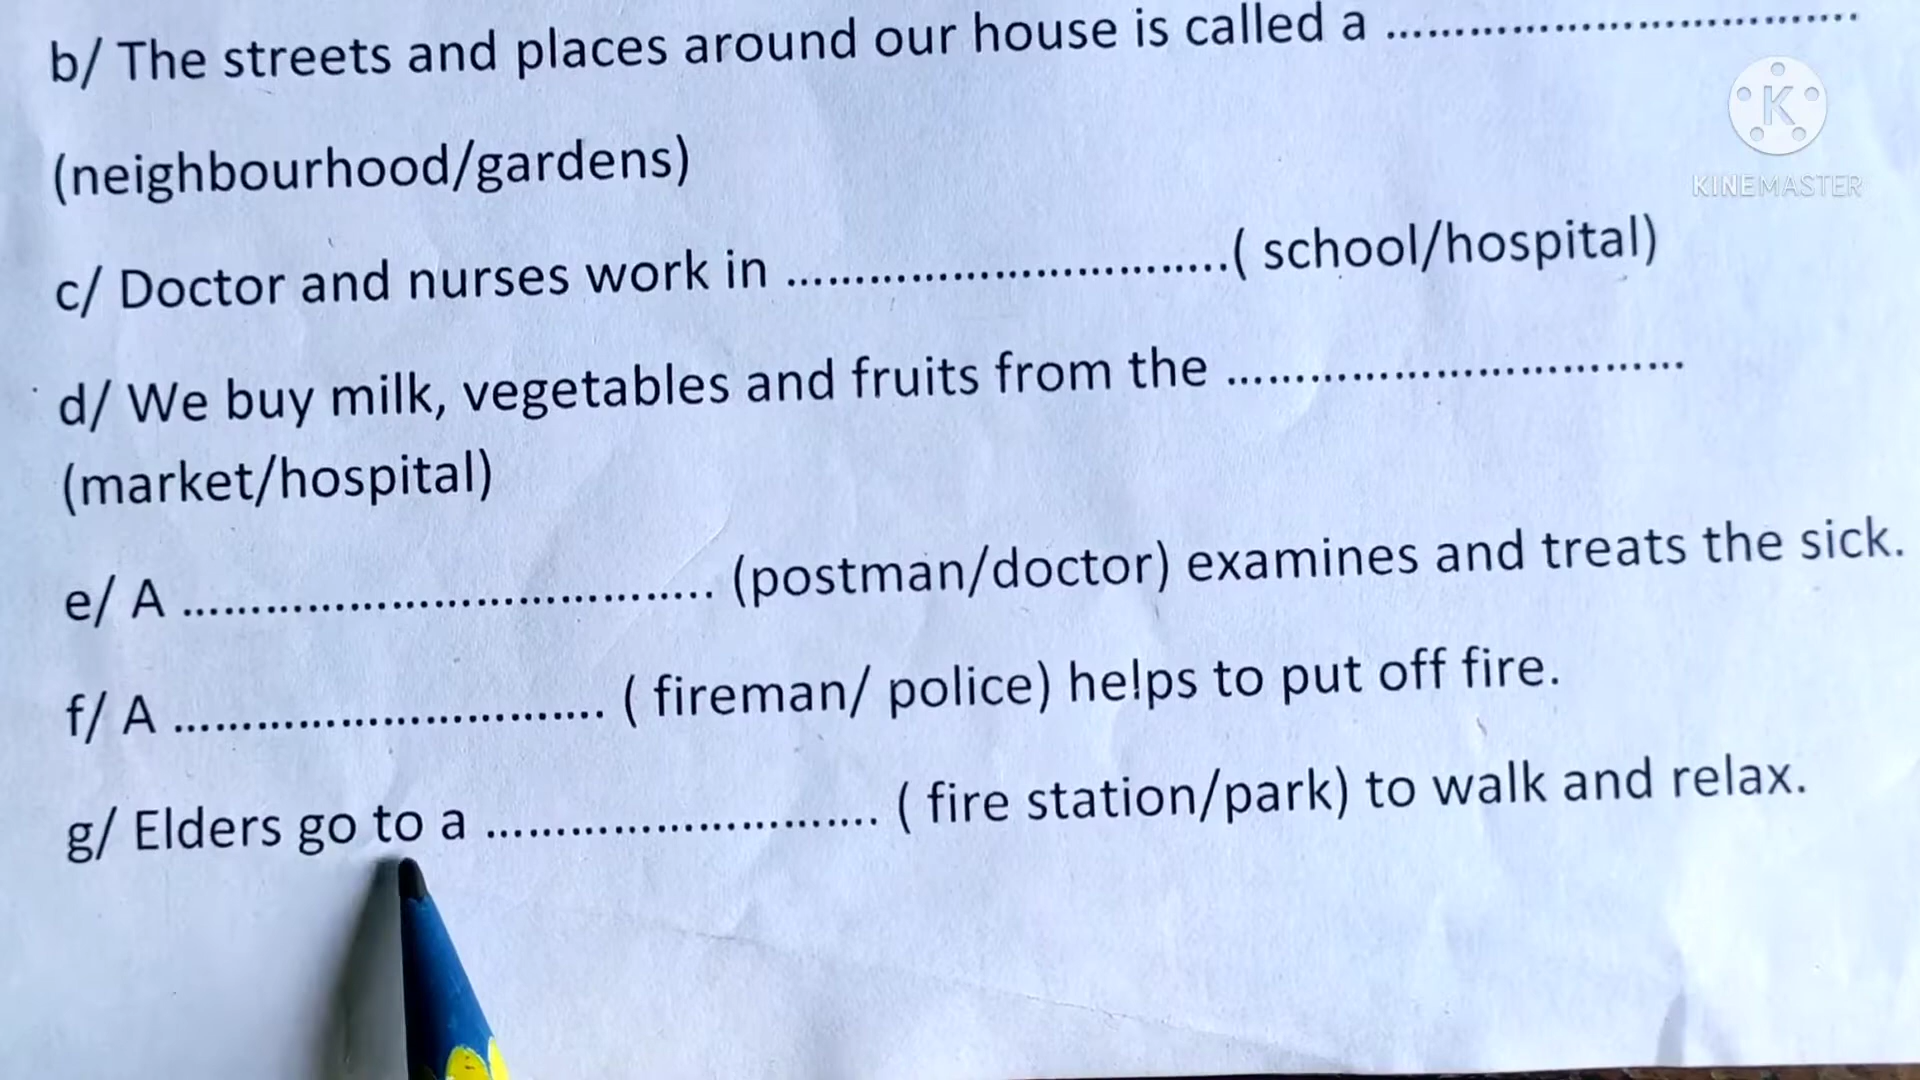 b/ The streets and places around our house is called a ..................................
(neighbourhood/gardens)
c/ Doctor and nurses work in ................................( school/hospital)
d/ We buy milk, vegetables and fruits from the .................................
(market/hospital)
e/ A ...................................... (postman/doctor) examines and treats the sick.
f/ A ............................... ( fireman/ police) helps to put off fire.
g/ Elders go to a ............................ ( fire station/park) to walk and relax.
K
KINEMASTER